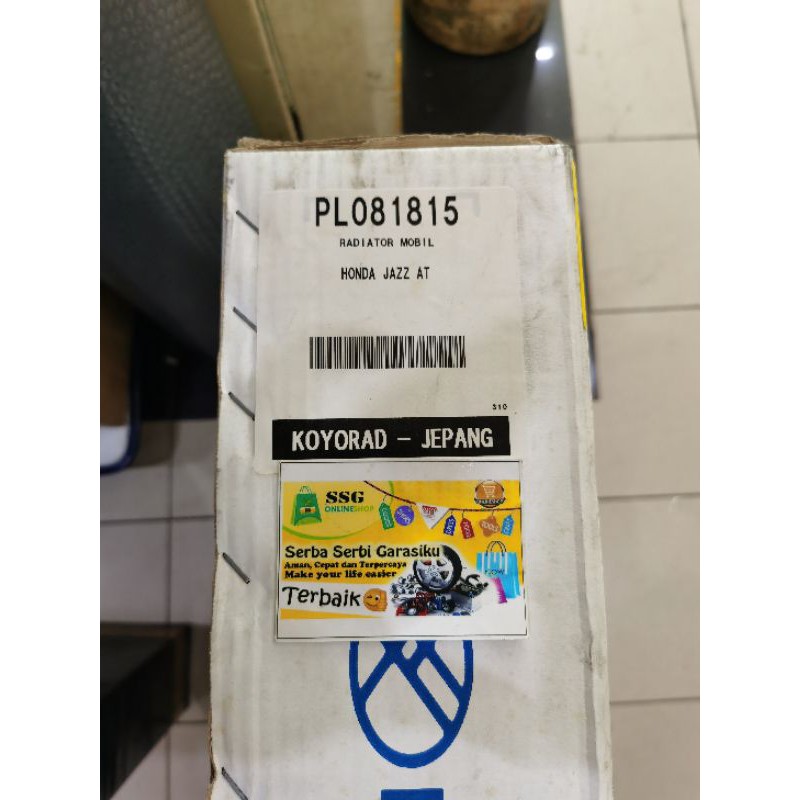 PL081815
RADIATOR MOBIL
HONDA JAZZ AT
310
KOYORAD - JEPANG
SSG
ONLINESHOP
Serba Serbi Garasiku
Aman, Cepat dan Terpercaya
Make your life easier
Terbaik